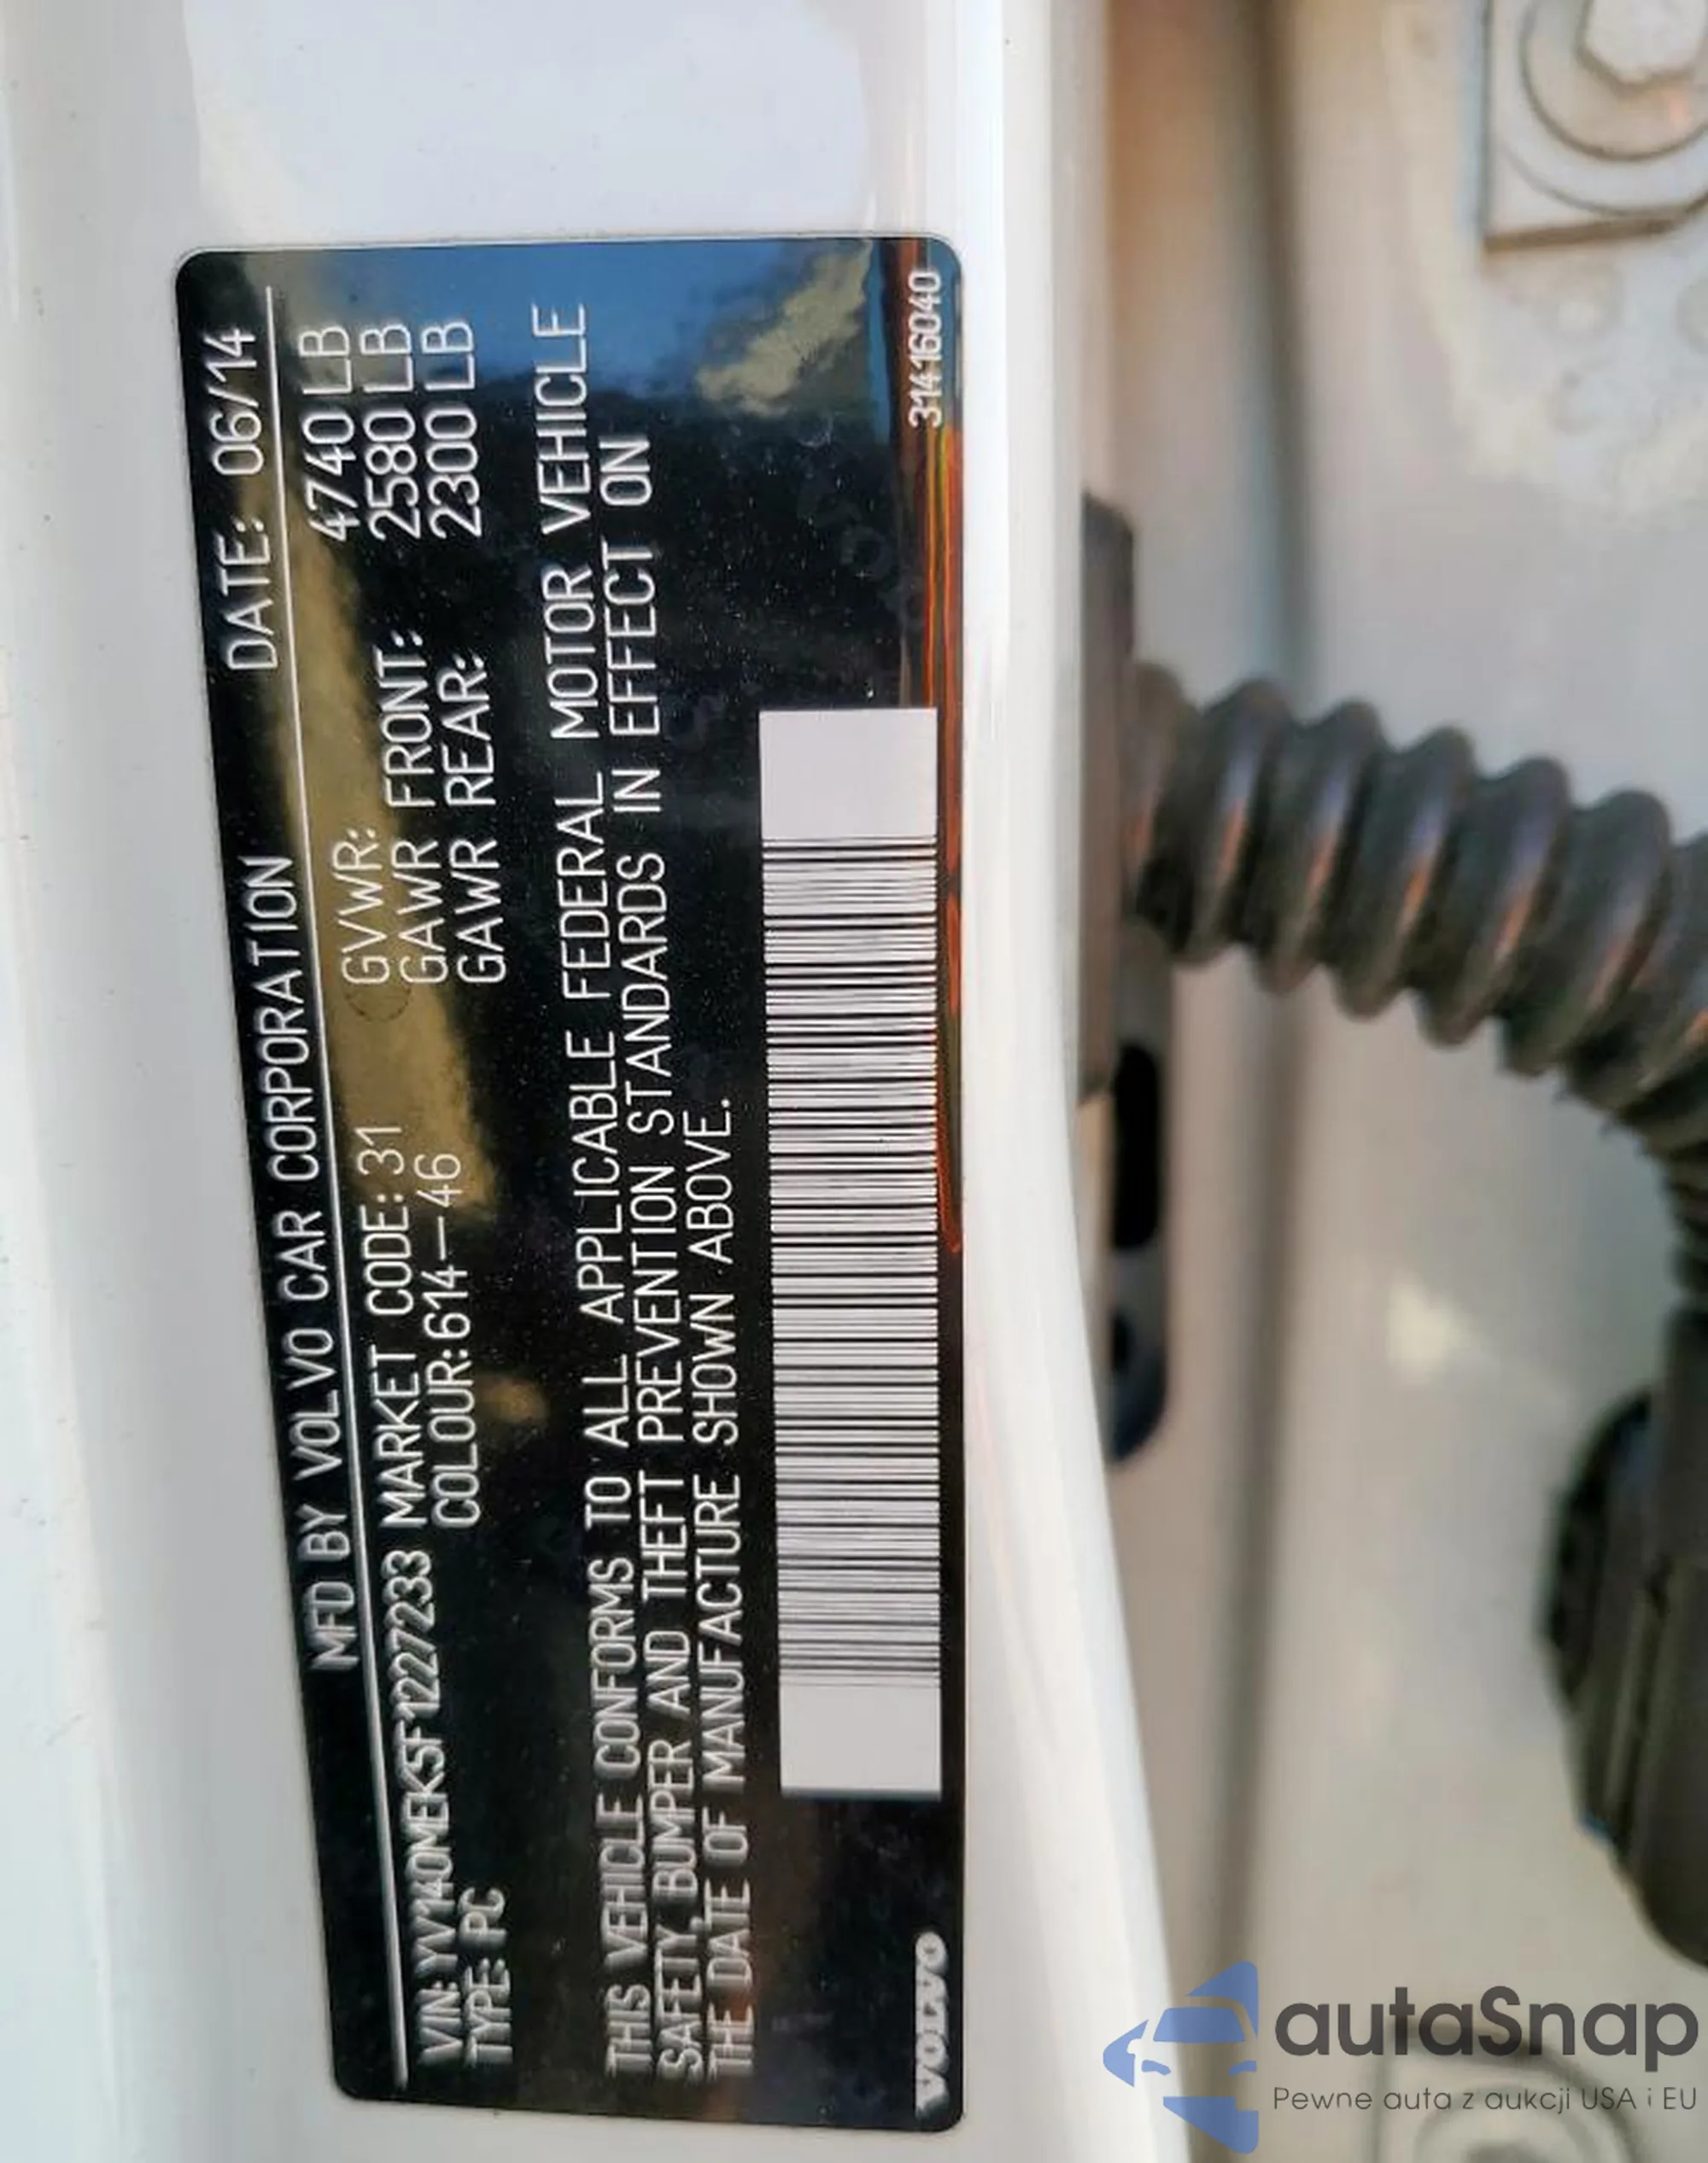 MFD BY VOLVO CAR CORPORATION DATE: 06/14
VIN: YV140MEK5F1227233 MARKET CODE: 31 GVWR: 4740 LB
TYPE: PC COLOUR: 614-46 GAWR FRONT: 2580 LB
GAWR REAR: 2300 LB
THIS VEHICLE CONFORMS TO ALL APPLICABLE FEDERAL MOTOR VEHICLE
SAFETY, BUMPER AND THEFT PREVENTION STANDARDS IN EFFECT ON
THE DATE OF MANUFACTURE SHOWN ABOVE.
VOLVO 31416040
autaSnap
Pewne auta z aukcji USA i EU